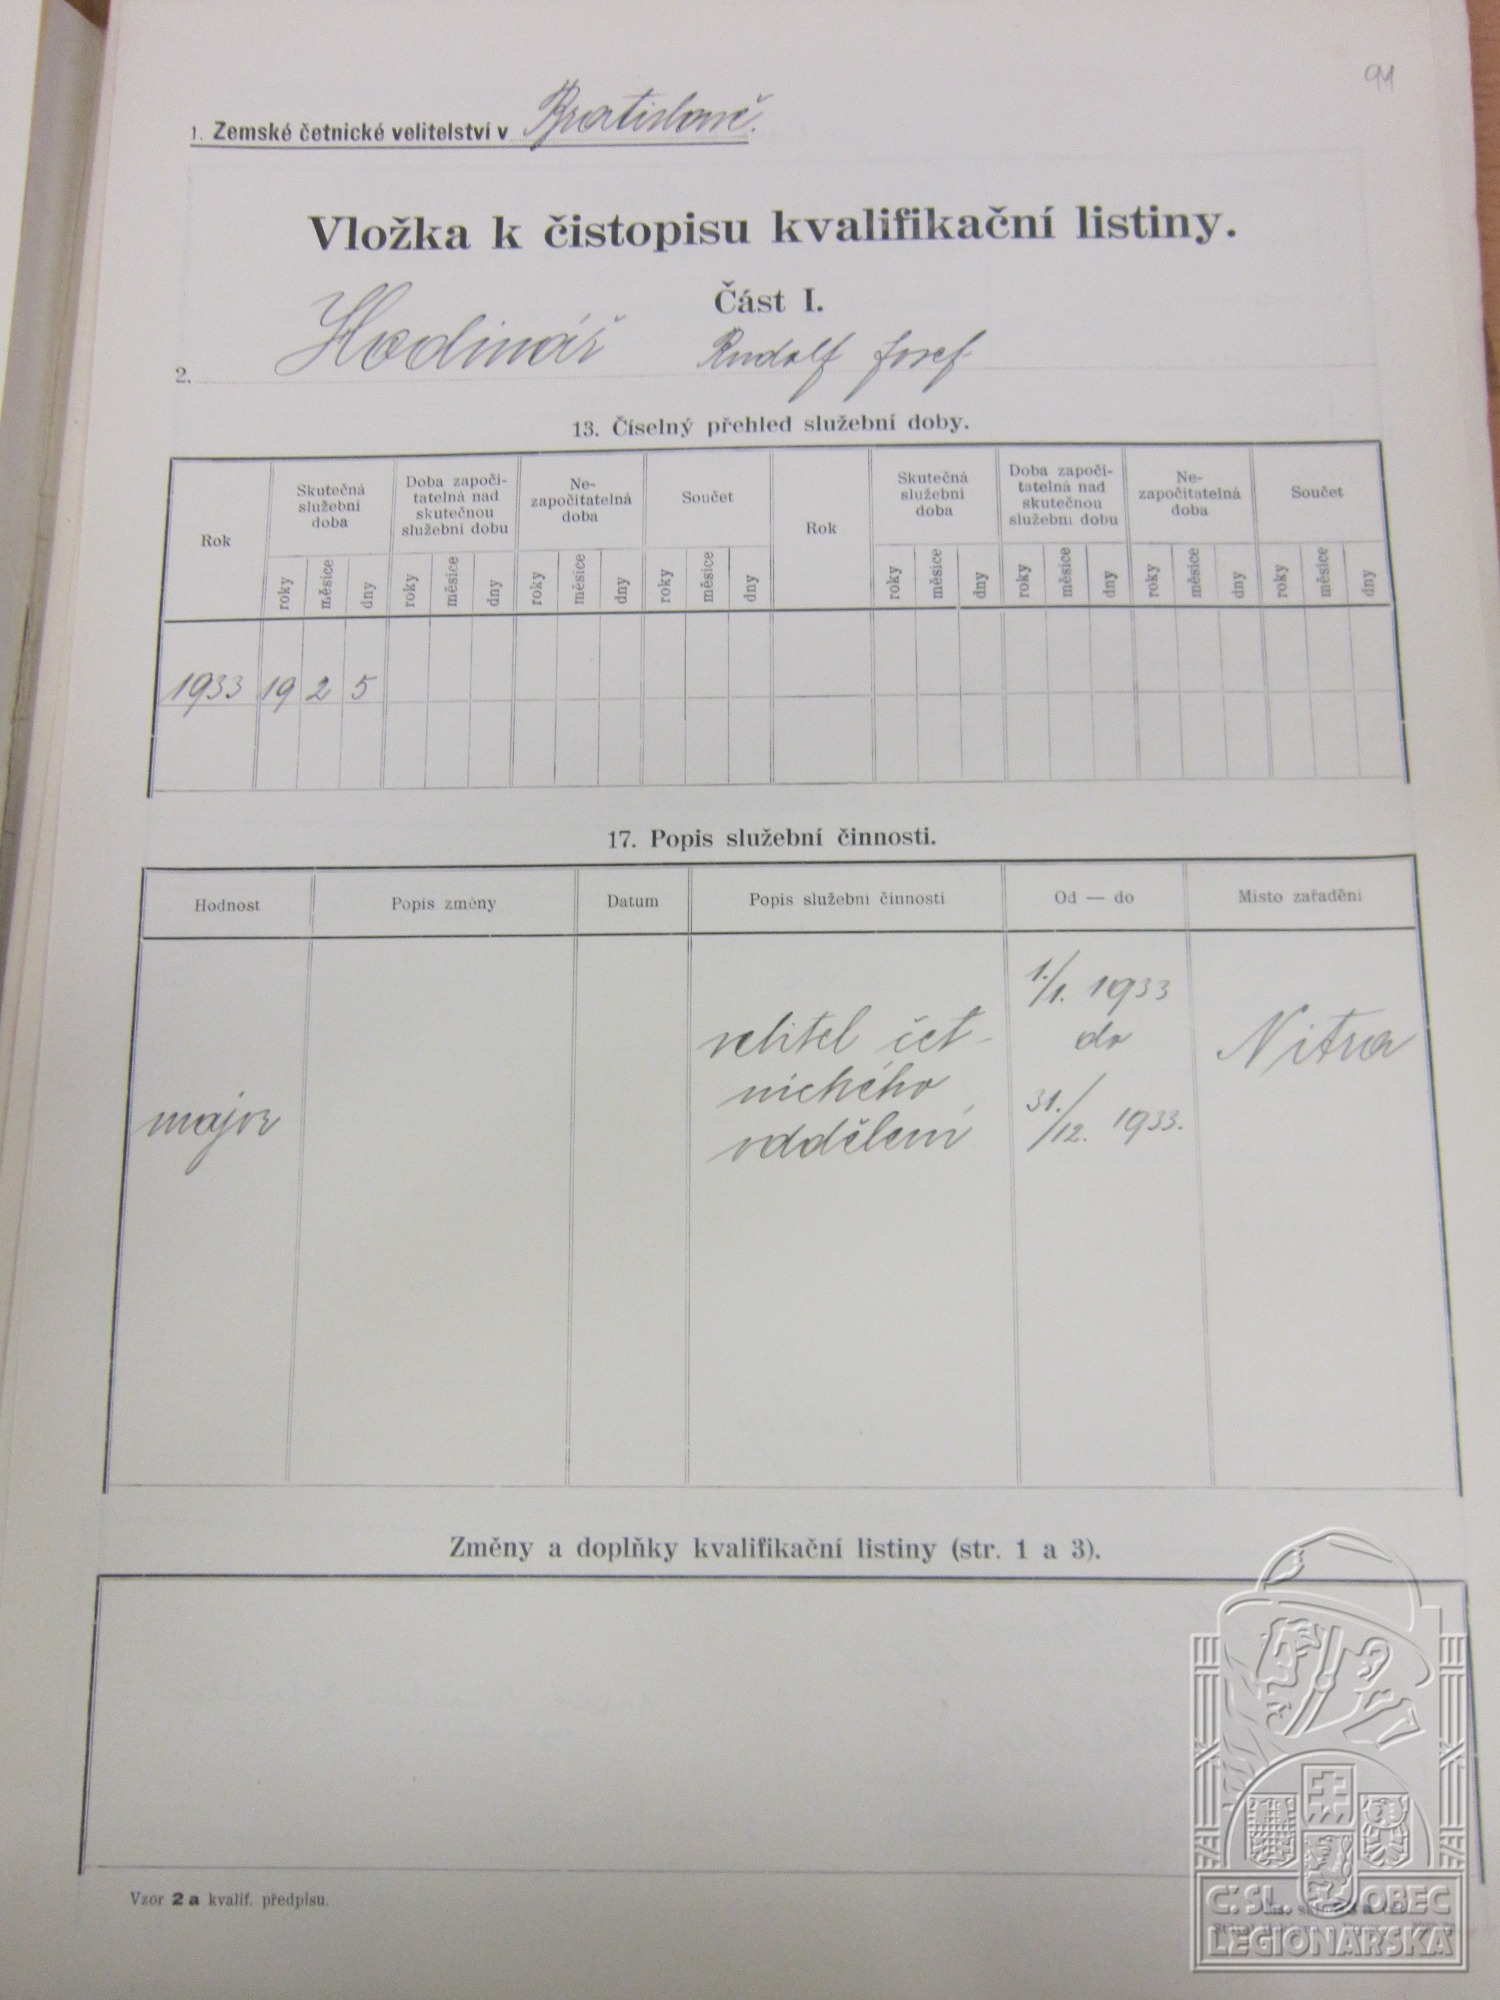 91
1. Zemské četnické velitelství v Bratislavě.
Vložka k čistopisu kvalifikační listiny.
Část I.
2. Hodinář Rudolf Josef
13. Číselný přehled služební doby.
Rok
Skutečná služební doba
Doba započitatelná nad skutečnou služební dobu
Nezapočitatelná doba
Součet
Rok
Skutečná služební doba
Doba započitatelná nad skutečnou služební dobu
Nezapočitatelná doba
Součet
roky měsíce dny roky měsíce dny roky měsíce dny roky měsíce dny roky měsíce dny roky měsíce dny roky měsíce dny roky měsíce dny
1933 19 2 5
17. Popis služební činnosti.
Hodnost Popis změny Datum Popis služební činnosti Od — do Místo zařadění
major
velitel čet-
nického
oddělení
1./1. 1933
do
31./12. 1933.
Nitra
Změny a doplňky kvalifikační listiny (str. 1 a 3).
Vzor 2 a kvalif. předpisu.
Č. SL. OBEC
LEGIONÁŘSKÁ